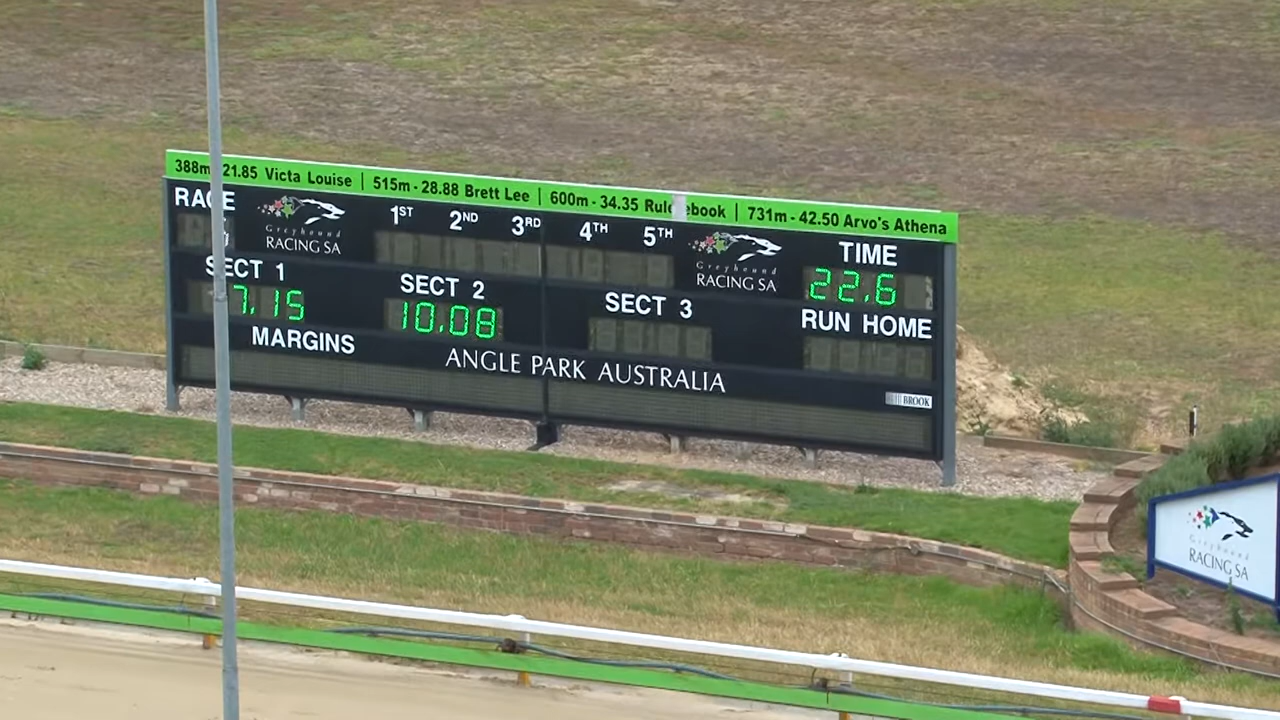 388m 21.85 Victa Louise | 515m - 28.88 Brett Lee | 600m - 34.35 Rule ebook | 731m - 42.50 Arvo's Athena
RACE
Greyhound
RACING SA
1ST 2ND 3RD 4TH 5TH
Greyhound
RACING SA
TIME
22.6
SECT 1
7.15
SECT 2
10.08
SECT 3
RUN HOME
MARGINS
ANGLE PARK AUSTRALIA
BROOK
Greyhound
RACING SA